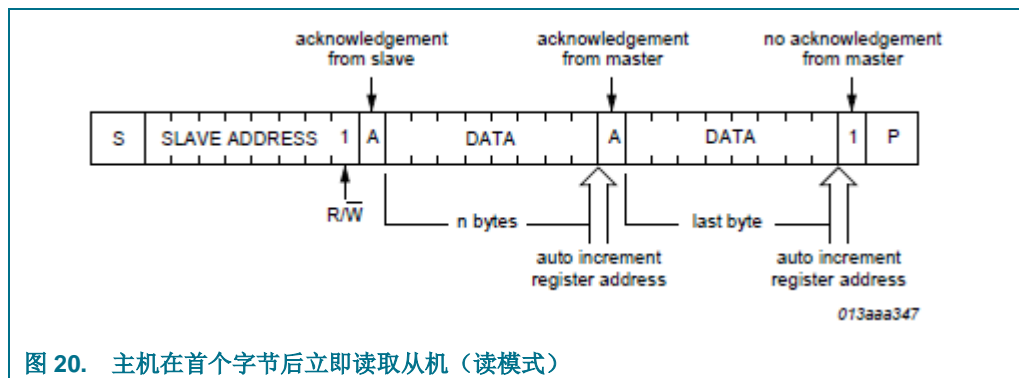 acknowledgement from slave
acknowledgement from master
no acknowledgement from master
S SLAVE ADDRESS 1 A DATA A DATA 1 P
R/W̅
n bytes
last byte
auto increment register address
auto increment register address
013aaa347
图 20. 主机在首个字节后立即读取从机（读模式）